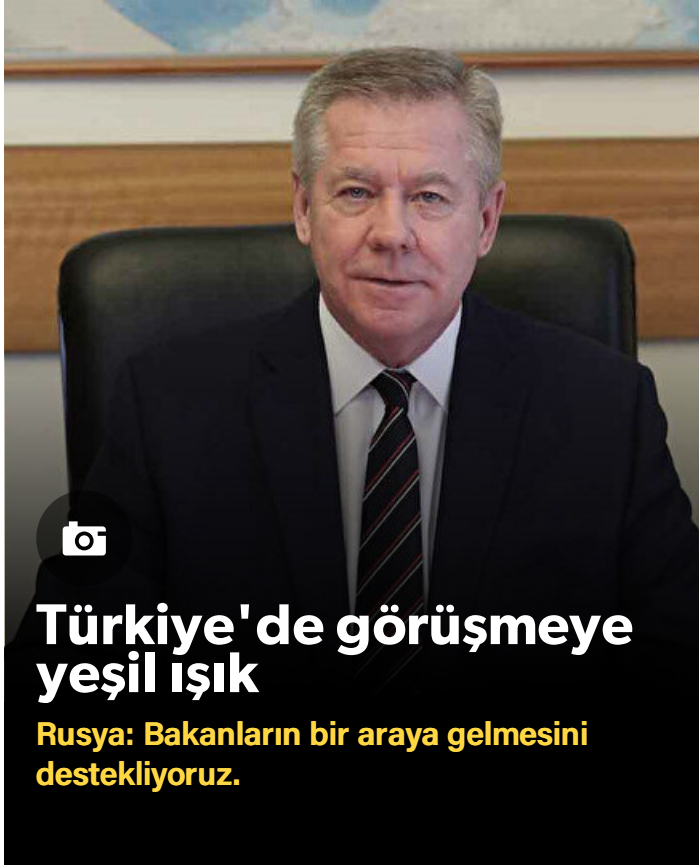 Türkiye'de görüşmeye
yeşil ışık
Rusya: Bakanların bir araya gelmesini
destekliyoruz.